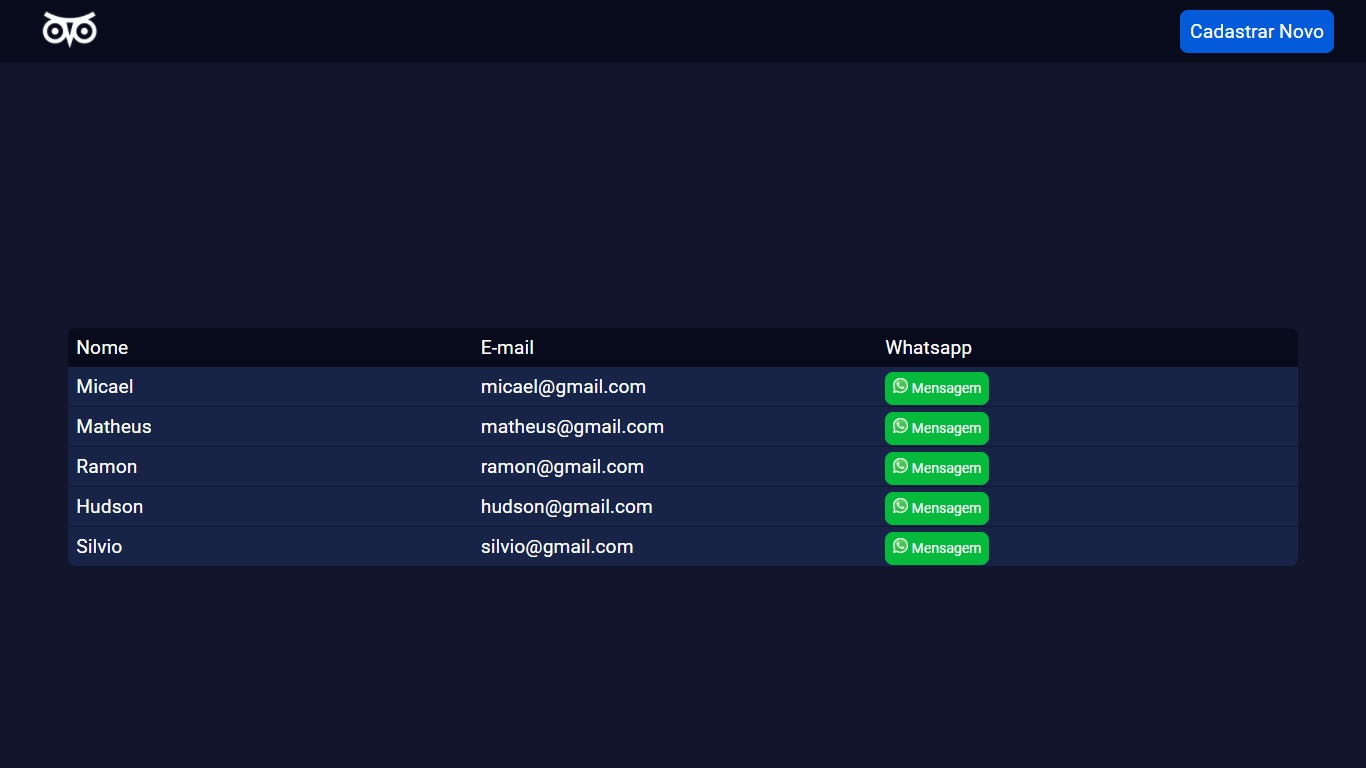 Cadastrar Novo
Nome E-mail Whatsapp
Micael micael@gmail.com Mensagem
Matheus matheus@gmail.com Mensagem
Ramon ramon@gmail.com Mensagem
Hudson hudson@gmail.com Mensagem
Silvio silvio@gmail.com Mensagem